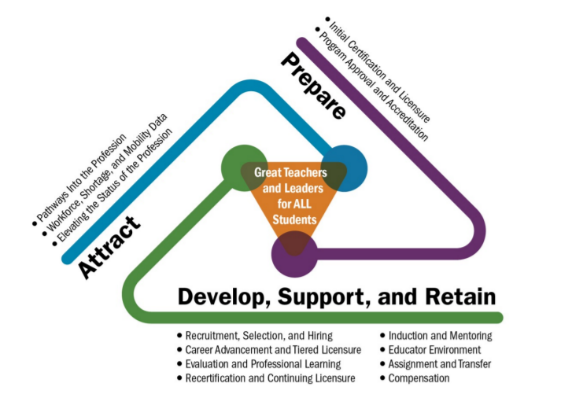 Attract
• Pathways Into the Profession
• Workforce, Shortage, and Mobility Data
• Elevating the Status of the Profession
Prepare
• Initial Certification and Licensure
• Program Approval and Accreditation
Great Teachers
and Leaders
for ALL
Students
Develop, Support, and Retain
• Recruitment, Selection, and Hiring
• Career Advancement and Tiered Licensure
• Evaluation and Professional Learning
• Recertification and Continuing Licensure
• Induction and Mentoring
• Educator Environment
• Assignment and Transfer
• Compensation